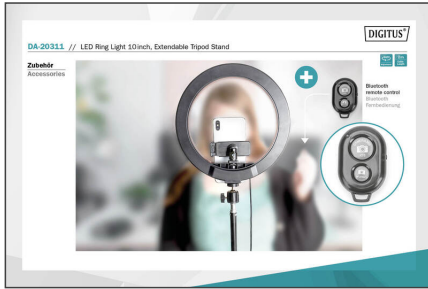 DIGITUS®
DA-20311 // LED Ring Light 10 inch, Extendable Tripod Stand
Zubehör
Accessories
Bluetooth
remote control
Bluetooth
Fernbedienung